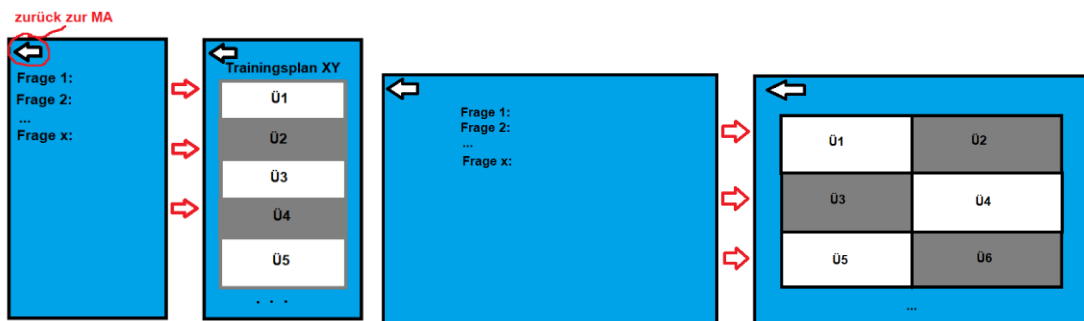 zurück zur MA
Frage 1:
Frage 2:
...
Frage x:
Trainingsplan XY
Ü1
Ü2
Ü3
Ü4
Ü5
. . .
Frage 1:
Frage 2:
...
Frage x:
Ü1 Ü2
Ü3 Ü4
Ü5 Ü6
...